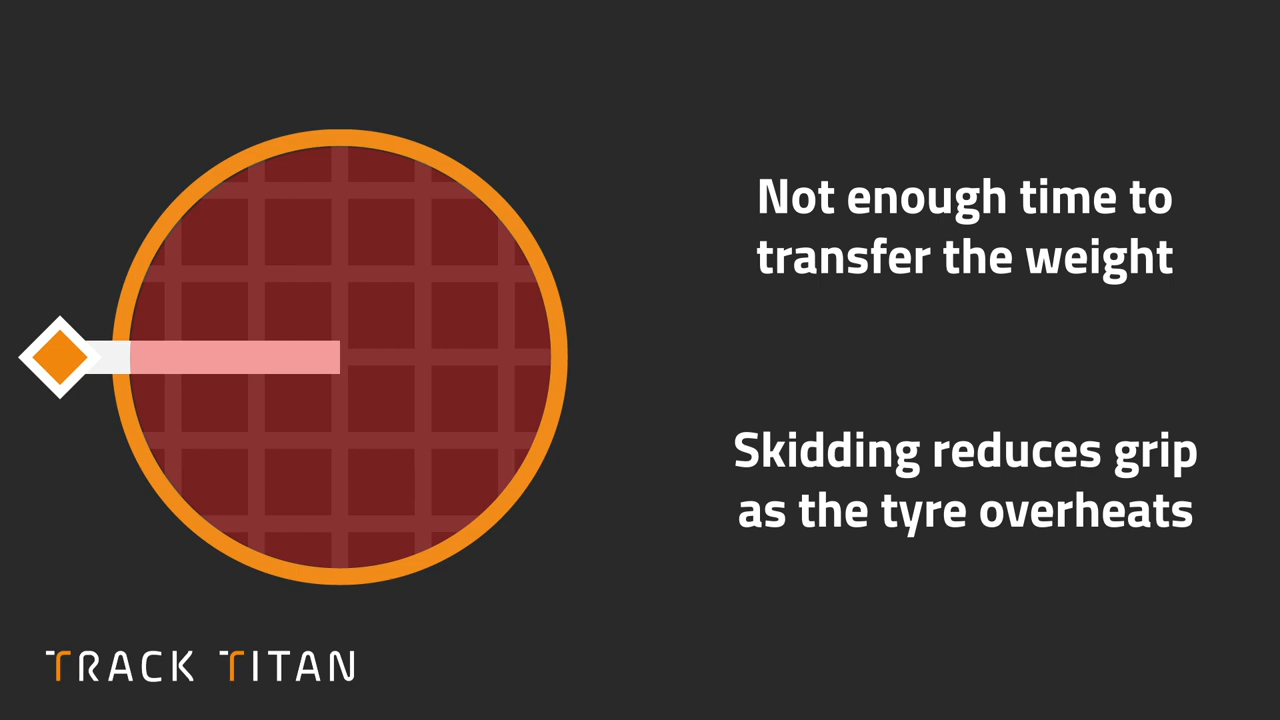 Not enough time to
transfer the weight
Skidding reduces grip
as the tyre overheats
TRACK TITAN